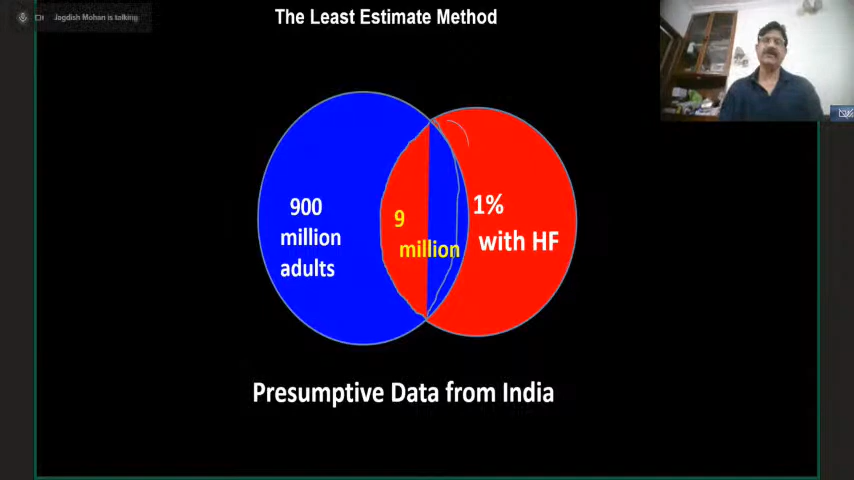 Jagdish Mohan is talking
The Least Estimate Method
900
million
adults
9
million
1%
with HF
Presumptive Data from India